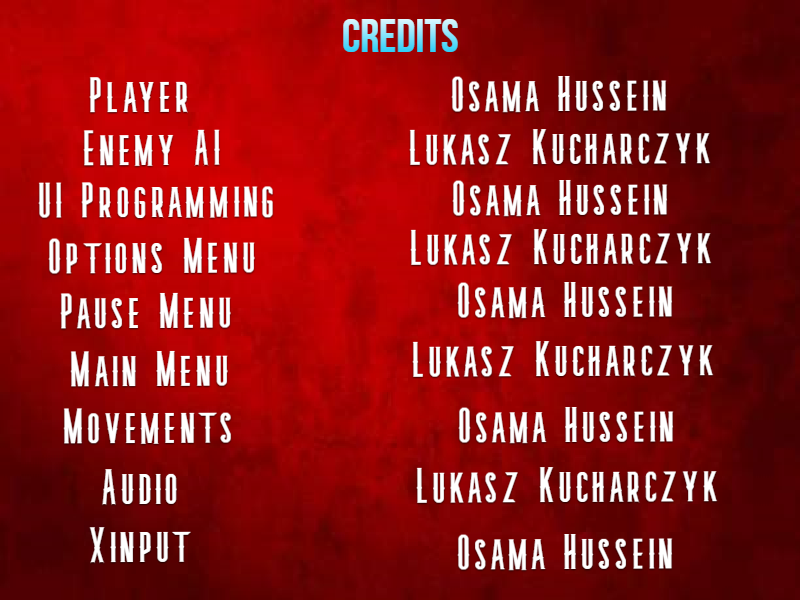 CREDITS
Player Osama Hussein
Enemy AI Lukasz Kucharczyk
UI Programming Osama Hussein
Options Menu Lukasz Kucharczyk
Pause Menu Osama Hussein
Main Menu Lukasz Kucharczyk
Movements Osama Hussein
Audio Lukasz Kucharczyk
Xinput Osama Hussein